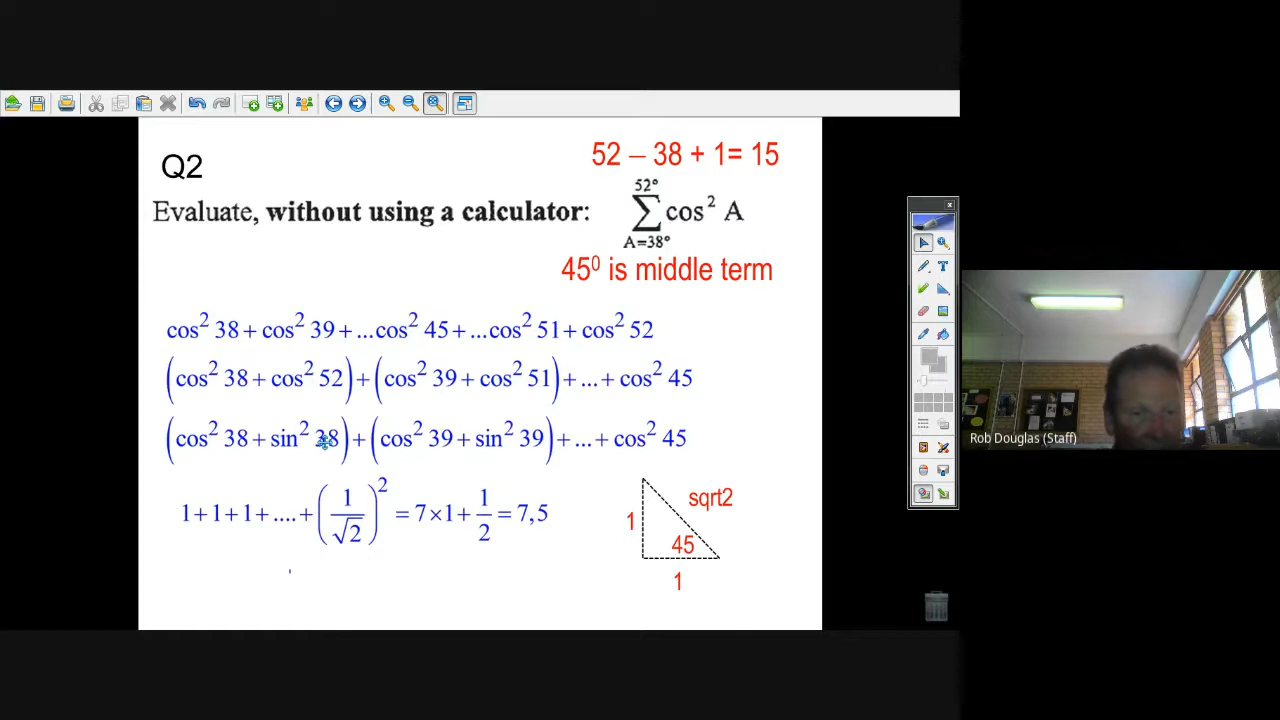 52 – 38 + 1= 15
Q2
Evaluate, without using a calculator:
52°
∑ cos² A
A=38°
45⁰ is middle term
cos² 38 + cos² 39 + ...cos² 45 + ...cos² 51 + cos² 52
(cos² 38 + cos² 52) + (cos² 39 + cos² 51) + ... + cos² 45
(cos² 38 + sin² 38) + (cos² 39 + sin² 39) + ... + cos² 45
1 + 1 + 1 + .... + (1/√2)² = 7 × 1 + 1/2 = 7,5
sqrt2
1
45
1
Rob Douglas (Staff)